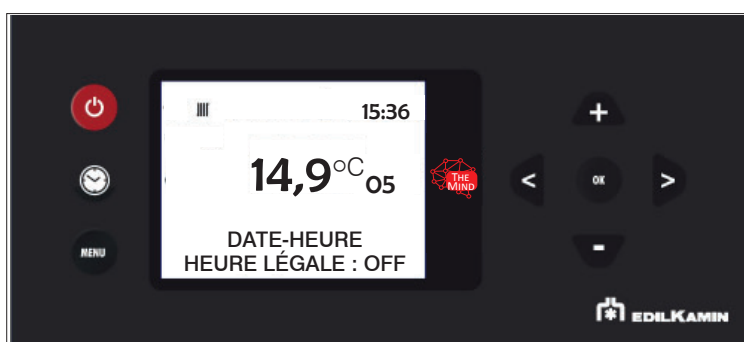 15:36
14,9°C 05
THE
MIND
OK
MENU
DATE-HEURE
HEURE LÉGALE : OFF
EDILKAMIN